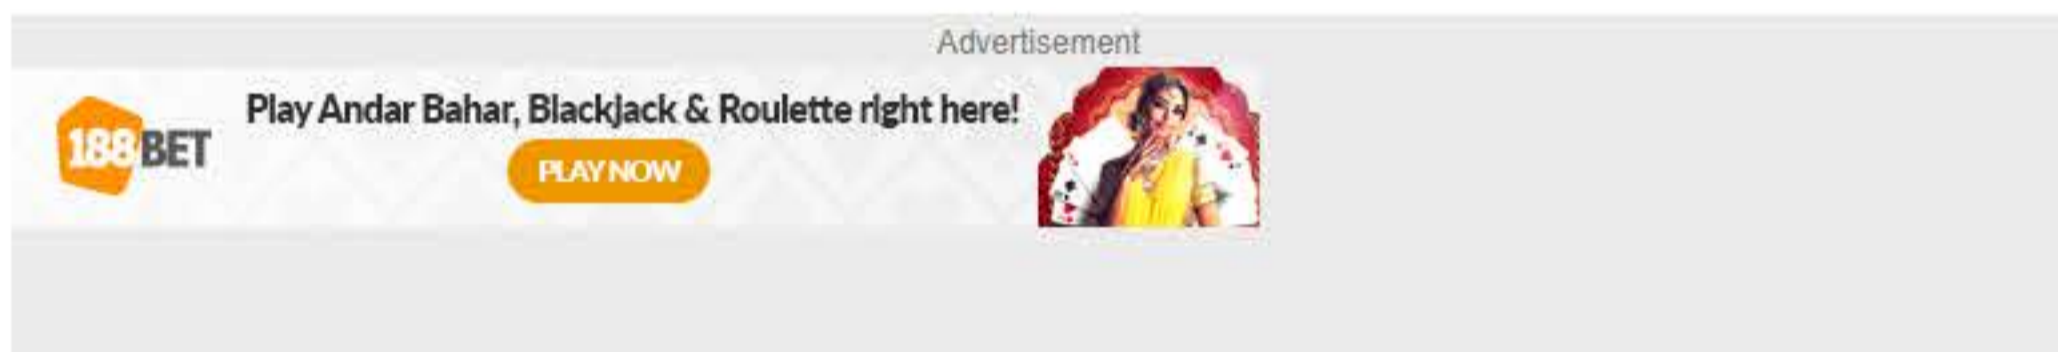 Advertisement
188BET
Play Andar Bahar, Blackjack & Roulette right here!
PLAY NOW